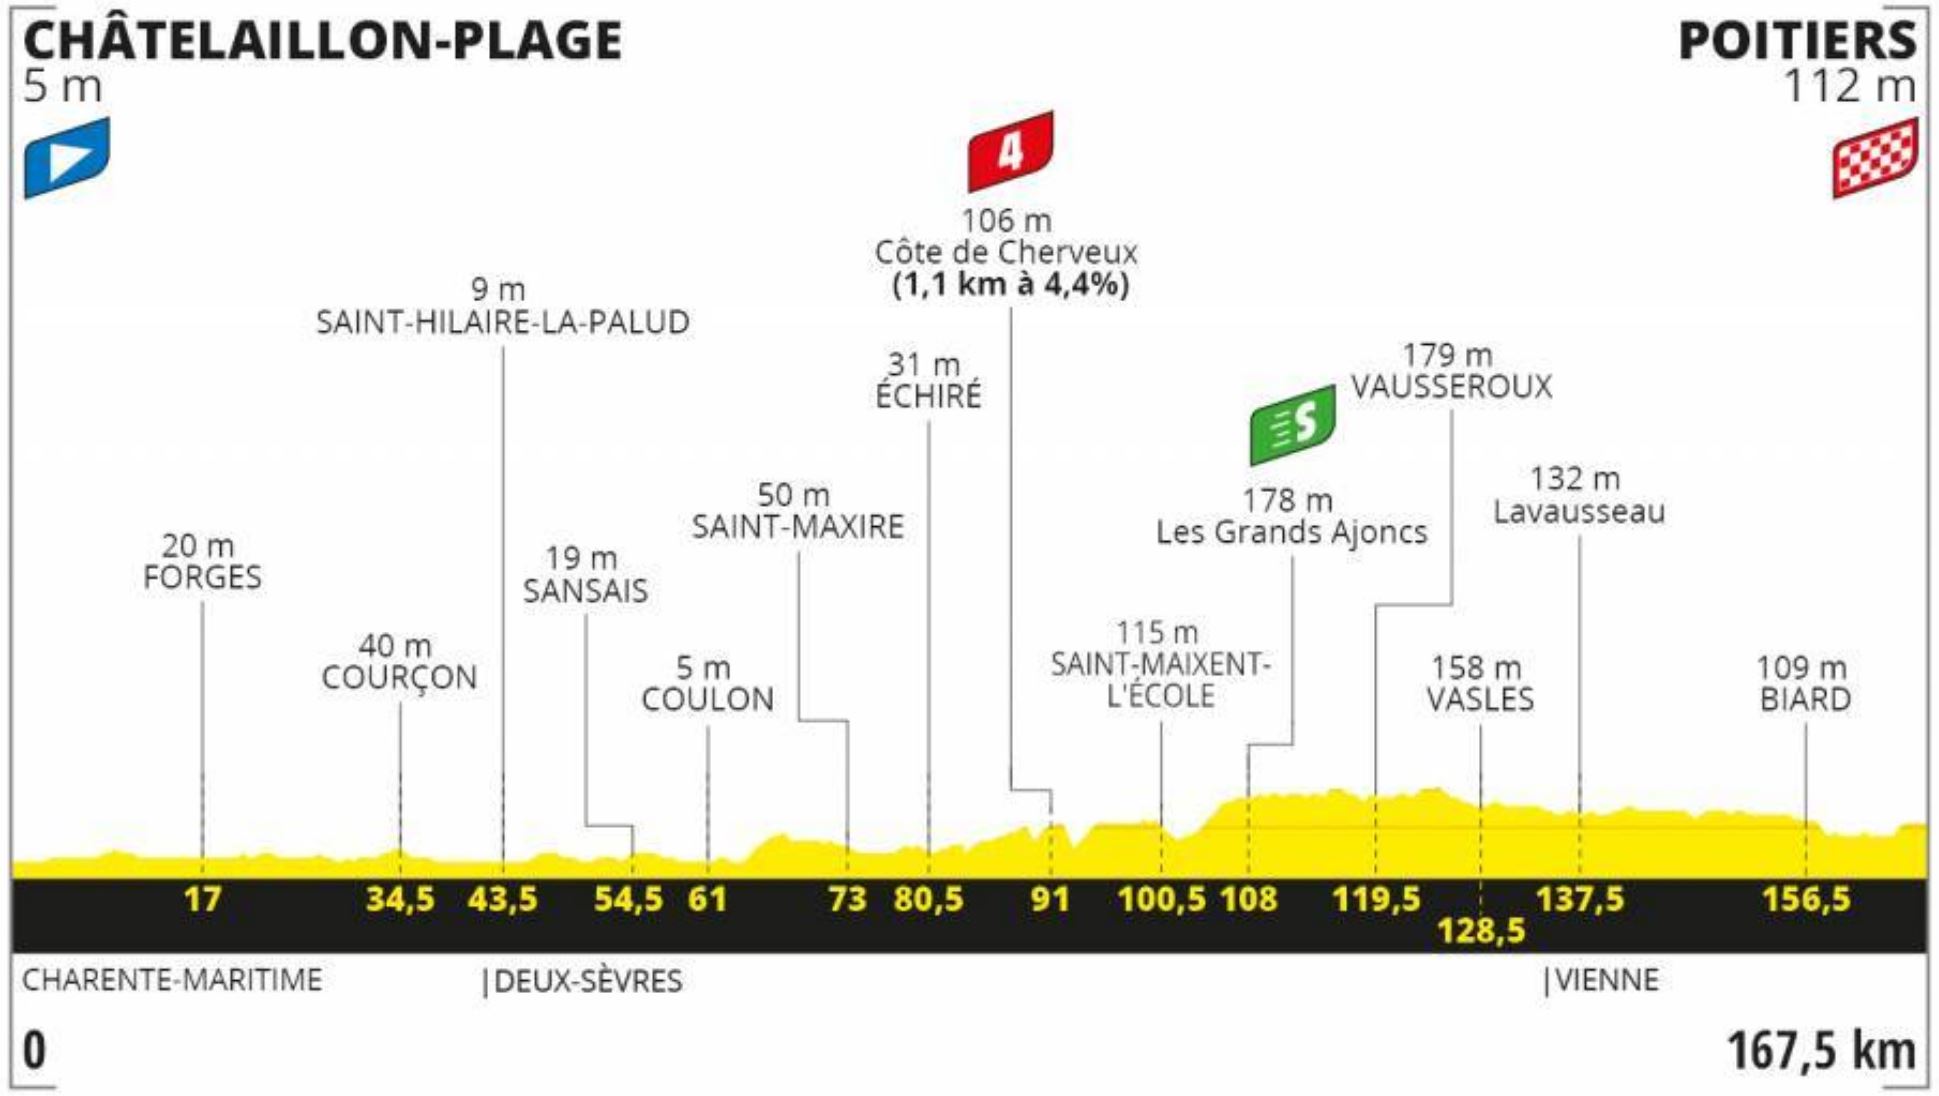 CHÂTELAILLON-PLAGE
5 m
POITIERS
112 m
4
106 m
Côte de Cherveux
(1,1 km à 4,4%)
9 m
SAINT-HILAIRE-LA-PALUD
31 m
ÉCHIRÉ
179 m
VAUSSEROUX
S
50 m
SAINT-MAXIRE
178 m
Les Grands Ajoncs
132 m
Lavausseau
20 m
FORGES
19 m
SANSAIS
40 m
COURÇON
5 m
COULON
115 m
SAINT-MAIXENT-
L'ÉCOLE
158 m
VASLES
109 m
BIARD
17 34,5 43,5 54,5 61 73 80,5 91 100,5 108 119,5 137,5 156,5
128,5
CHARENTE-MARITIME |DEUX-SÈVRES |VIENNE
0 167,5 km